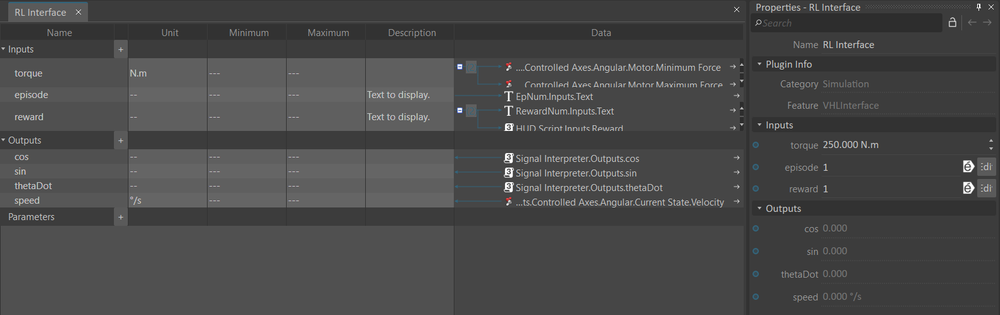 RL Interface ×
Name Unit Minimum Maximum Description Data
Inputs +
torque N.m --- --- ....Controlled Axes.Angular.Motor.Minimum Force
...Controlled Axes.Angular.Motor.Maximum Force
episode -- --- --- Text to display. EpNum.Inputs.Text
reward -- --- --- Text to display. RewardNum.Inputs.Text
HUD Script.Inputs.Reward
Outputs +
cos -- --- --- Signal Interpreter.Outputs.cos
sin -- --- --- Signal Interpreter.Outputs.sin
thetaDot -- --- --- Signal Interpreter.Outputs.thetaDot
speed °/s --- --- ...ts.Controlled Axes.Angular.Current State.Velocity
Parameters +
Properties - RL Interface
Search
Name RL Interface
Plugin Info
Category Simulation
Feature VHLInterface
Inputs
torque 250.000 N.m
episode 1 é Edit
reward 1 é Edit
Outputs
cos 0.000
sin 0.000
thetaDot 0.000
speed 0.000 °/s